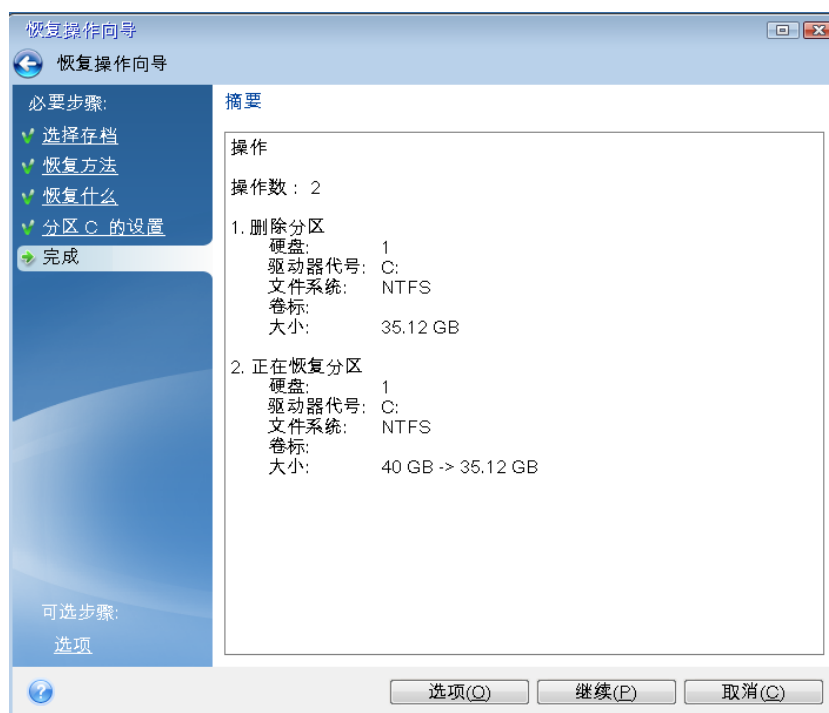 恢复操作向导
恢复操作向导
必要步骤:
选择存档
恢复方法
恢复什么
分区 C 的设置
完成
可选步骤:
选项
摘要
操作
操作数: 2
1. 删除分区
硬盘: 1
驱动器代号: C:
文件系统: NTFS
卷标:
大小: 35.12 GB
2. 正在恢复分区
硬盘: 1
驱动器代号: C:
文件系统: NTFS
卷标:
大小: 40 GB -> 35.12 GB
选项(O) 继续(P) 取消(C)